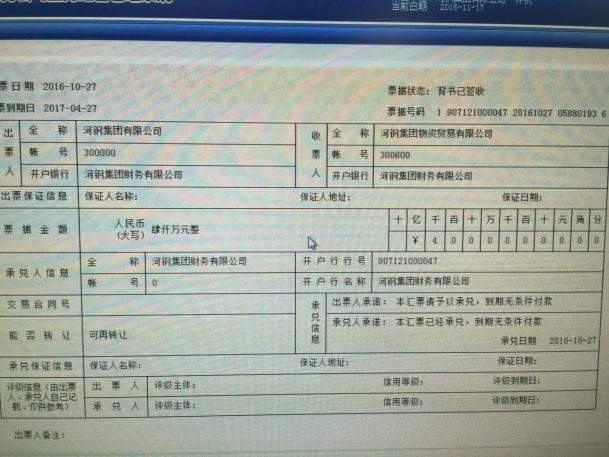 当前日期：2016-11-17
票日期 2016-10-27
票据状态： 背书已签收
票到期日 2017-04-27
票据号码 1 907121000047 20161027 05880193 6
出票人
全称 河钢集团有限公司
帐号 300000
开户银行 河钢集团财务有限公司
收票人
全称 河钢集团物资贸易有限公司
帐号 300600
开户银行 河钢集团财务有限公司
出票保证信息 保证人名称： 保证人地址： 保证日期：
票据金额
人民币
(大写) 肆仟万元整
十亿千百十万千百十元角分
￥4000000000
承兑人信息
全称 河钢集团财务有限公司
帐号 0
开户行行号 907121000047
开户行名称 河钢集团财务有限公司
交易合同号
能否转让 可再转让
承兑信息
出票人承诺： 本汇票请予以承兑，到期无条件付款
承兑人承诺： 本汇票已经承兑，到期无条件付款
承兑日期 2016-10-27
承兑保证信息 保证人名称： 保证人地址： 保证日期：
评级信息（由出票
人、承兑人自己记
载，仅供参考）
出票人 评级主体： 信用等级： 评级到期日：
承兑人 评级主体： 信用等级： 评级到期日：
出票人备注：